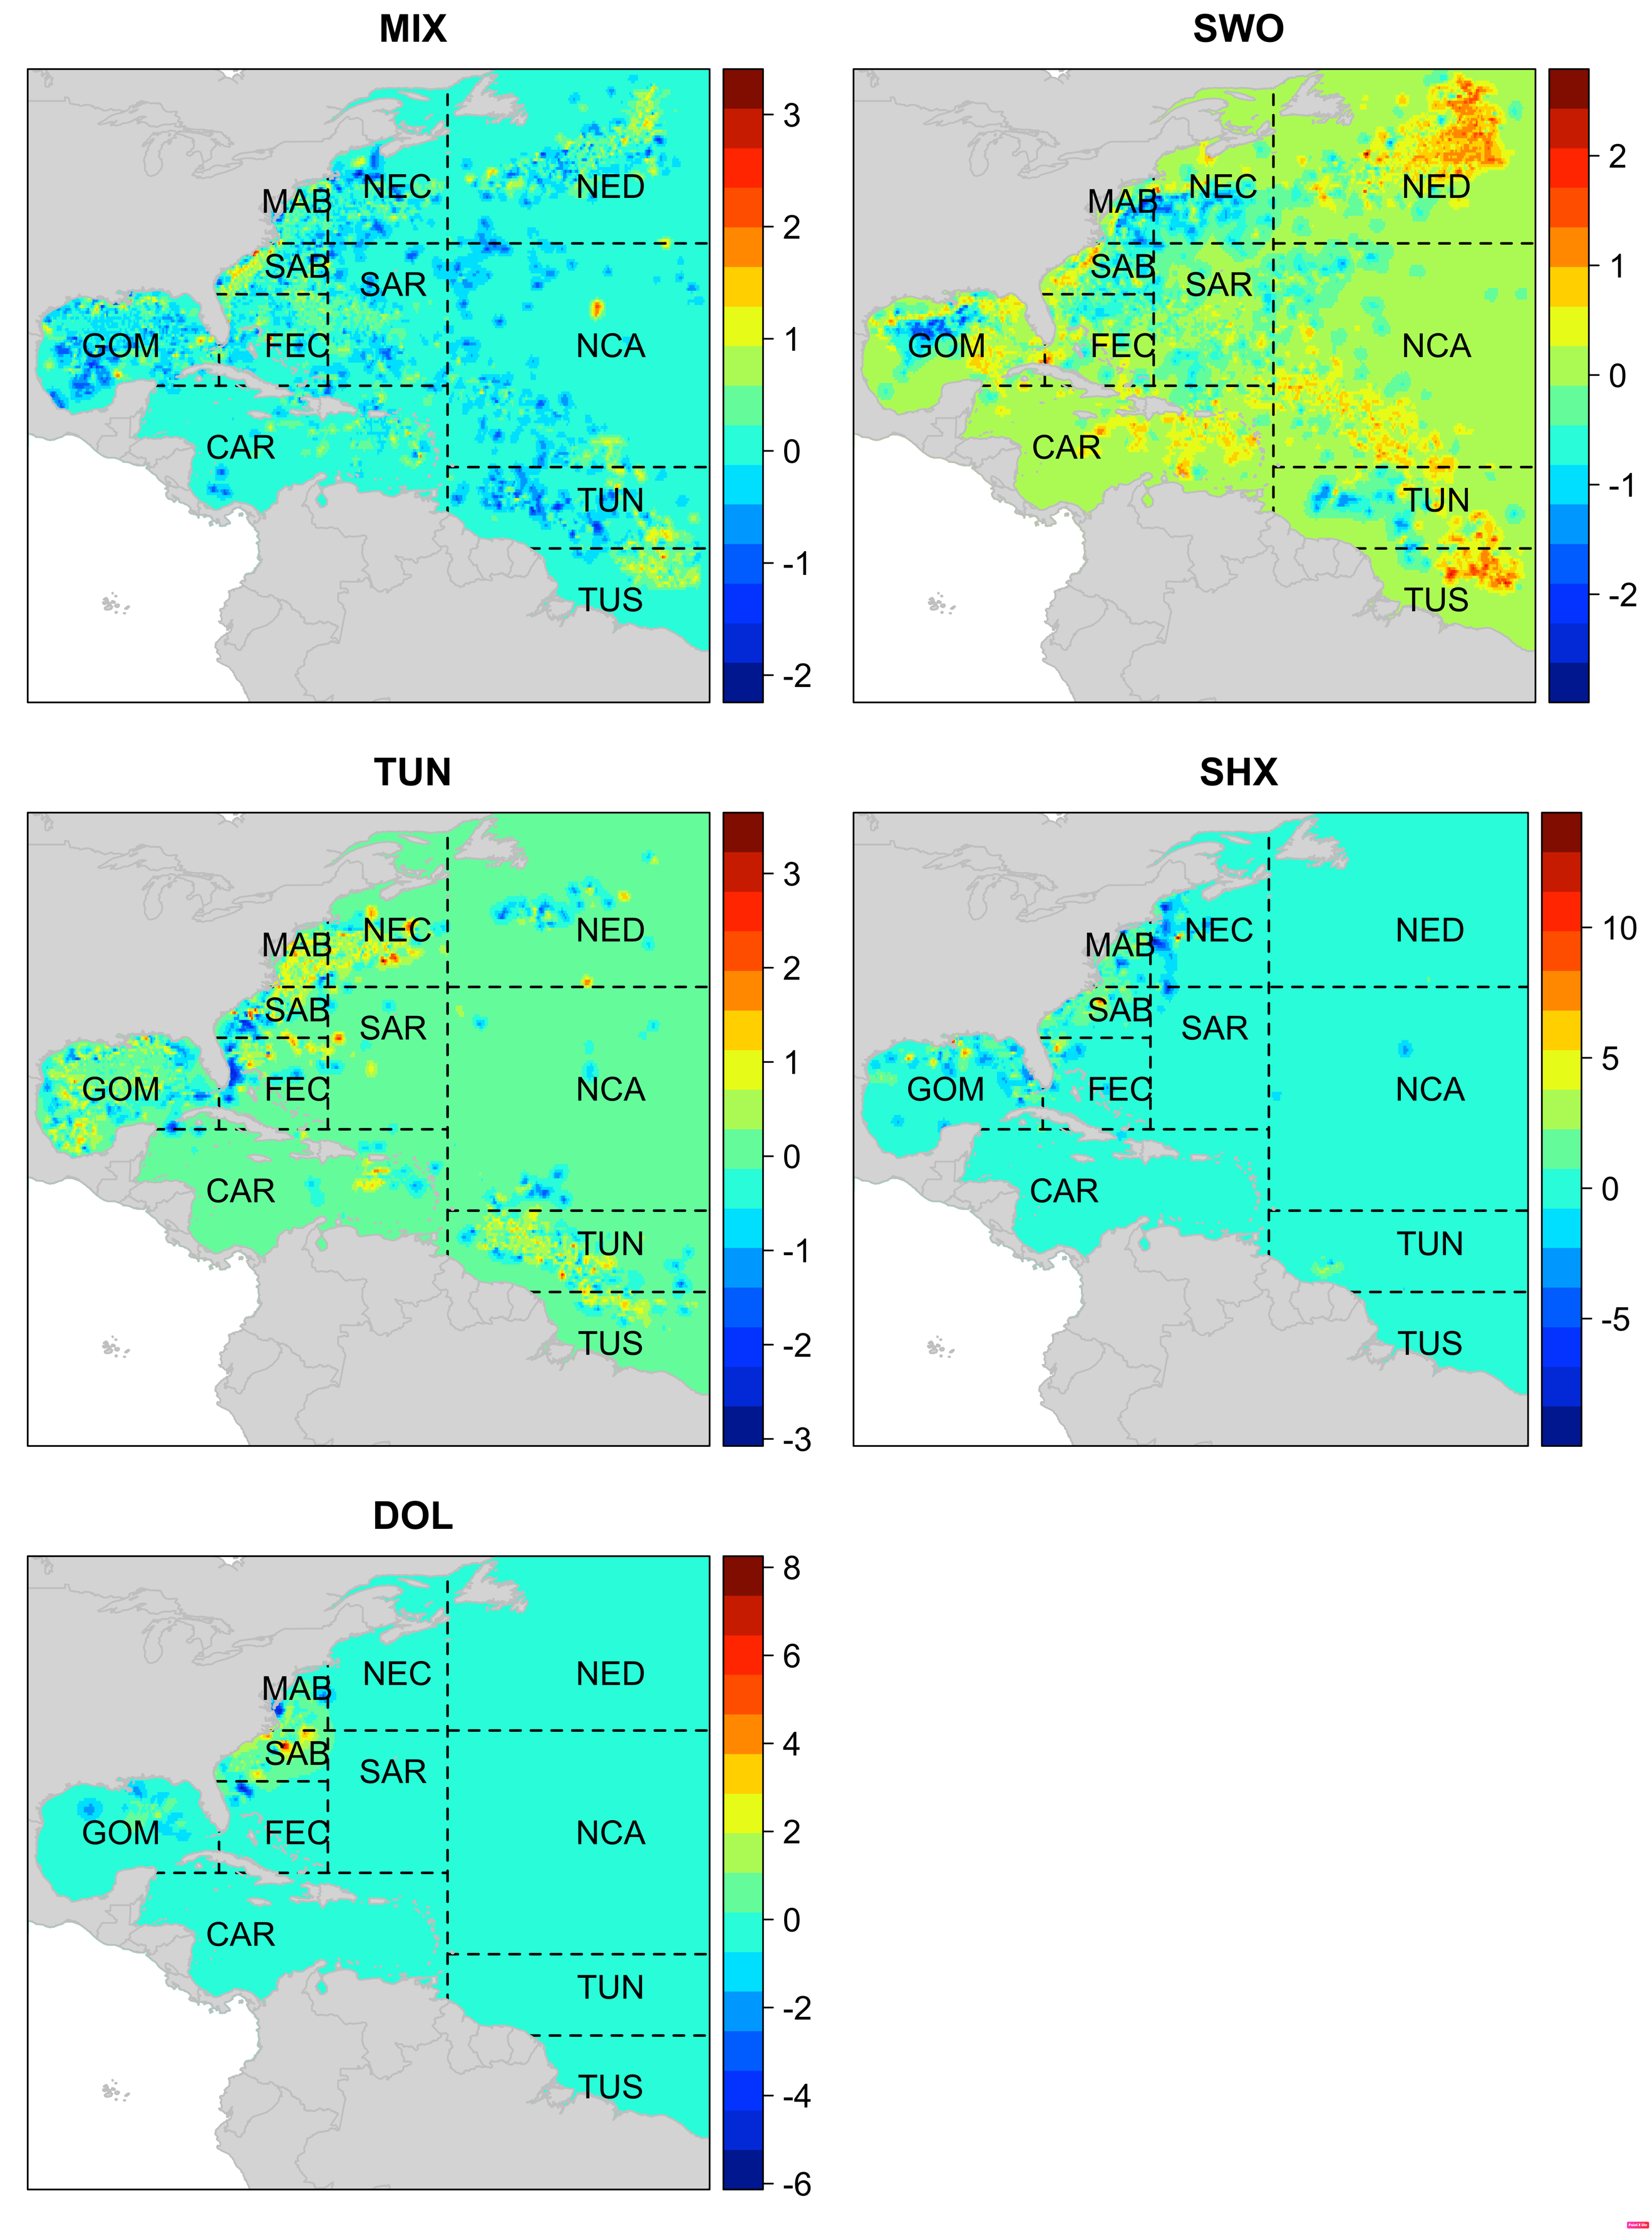 MIX
SWO
MAB
NEC
NED
SAB
SAR
GOM
FEC
NCA
CAR
TUN
TUS
3
2
1
0
-1
-2
MAB
NEC
NED
SAB
SAR
GOM
FEC
NCA
CAR
TUN
TUS
2
1
0
-1
-2
TUN
SHX
MAB
NEC
NED
SAB
SAR
GOM
FEC
NCA
CAR
TUN
TUS
3
2
1
0
-1
-2
-3
MAB
NEC
NED
SAB
SAR
GOM
FEC
NCA
CAR
TUN
TUS
10
5
0
-5
DOL
MAB
NEC
NED
SAB
SAR
GOM
FEC
NCA
CAR
TUN
TUS
8
6
4
2
0
-2
-4
-6